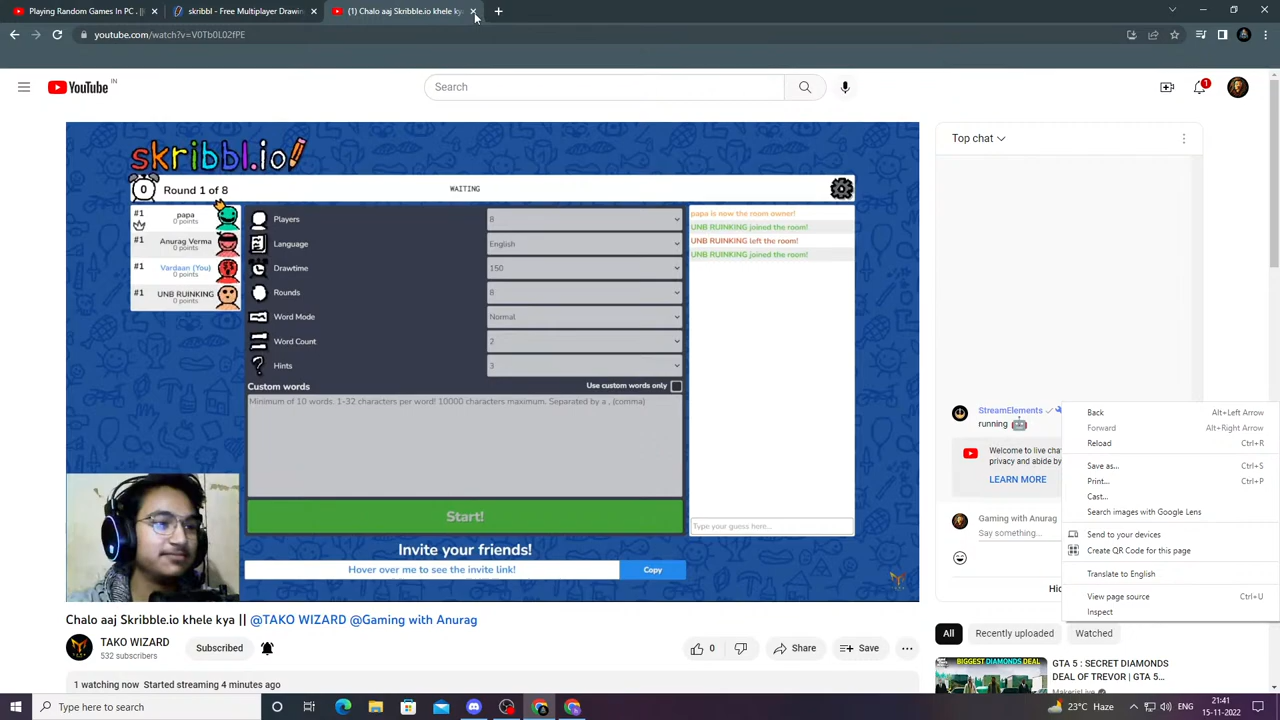 Playing Random Games In PC , ||
skribbl - Free Multiplayer Drawin
(1) Chalo aaj Skribble.io khele ky
youtube.com/watch?v=V0Tb0L02fPE
YouTube
IN
Search
1
skribbl.io
0
Round 1 of 8
WAITING
#1
papa
0 points
#1
Anurag Verma
0 points
#1
Vardaan (You)
0 points
#1
UNB RUINKING
0 points
Players
8
Language
English
Drawtime
150
Rounds
8
Word Mode
Normal
Word Count
2
Hints
3
Custom words
Use custom words only
Minimum of 10 words. 1-32 characters per word! 10000 characters maximum. Separated by a , (comma)
Start!
Invite your friends!
Hover over me to see the invite link!
Copy
papa is now the room owner!
UNB RUINKING joined the room!
UNB RUINKING left the room!
UNB RUINKING joined the room!
Type your guess here...
Top chat
StreamElements
running
Welcome to live cha
privacy and abide by
LEARN MORE
Gaming with Anurag
Say something...
Hid
Back
Alt+Left Arrow
Forward
Alt+Right Arrow
Reload
Ctrl+R
Save as...
Ctrl+S
Print...
Ctrl+P
Cast...
Search images with Google Lens
Send to your devices
Create QR Code for this page
Translate to English
View page source
Ctrl+U
Inspect
Chalo aaj Skribble.io khele kya || @TAKO WIZARD @Gaming with Anurag
TAKO WIZARD
532 subscribers
Subscribed
0
Share
Save
1 watching now Started streaming 4 minutes ago
All
Recently uploaded
Watched
BIGGEST DIAMONDS
DEAL
GTA 5 : SECRET DIAMONDS
DEAL OF TREVOR | GTA 5...
MakerisLive
Type here to search
23°C Haze
ENG
21:41
15-11-2022